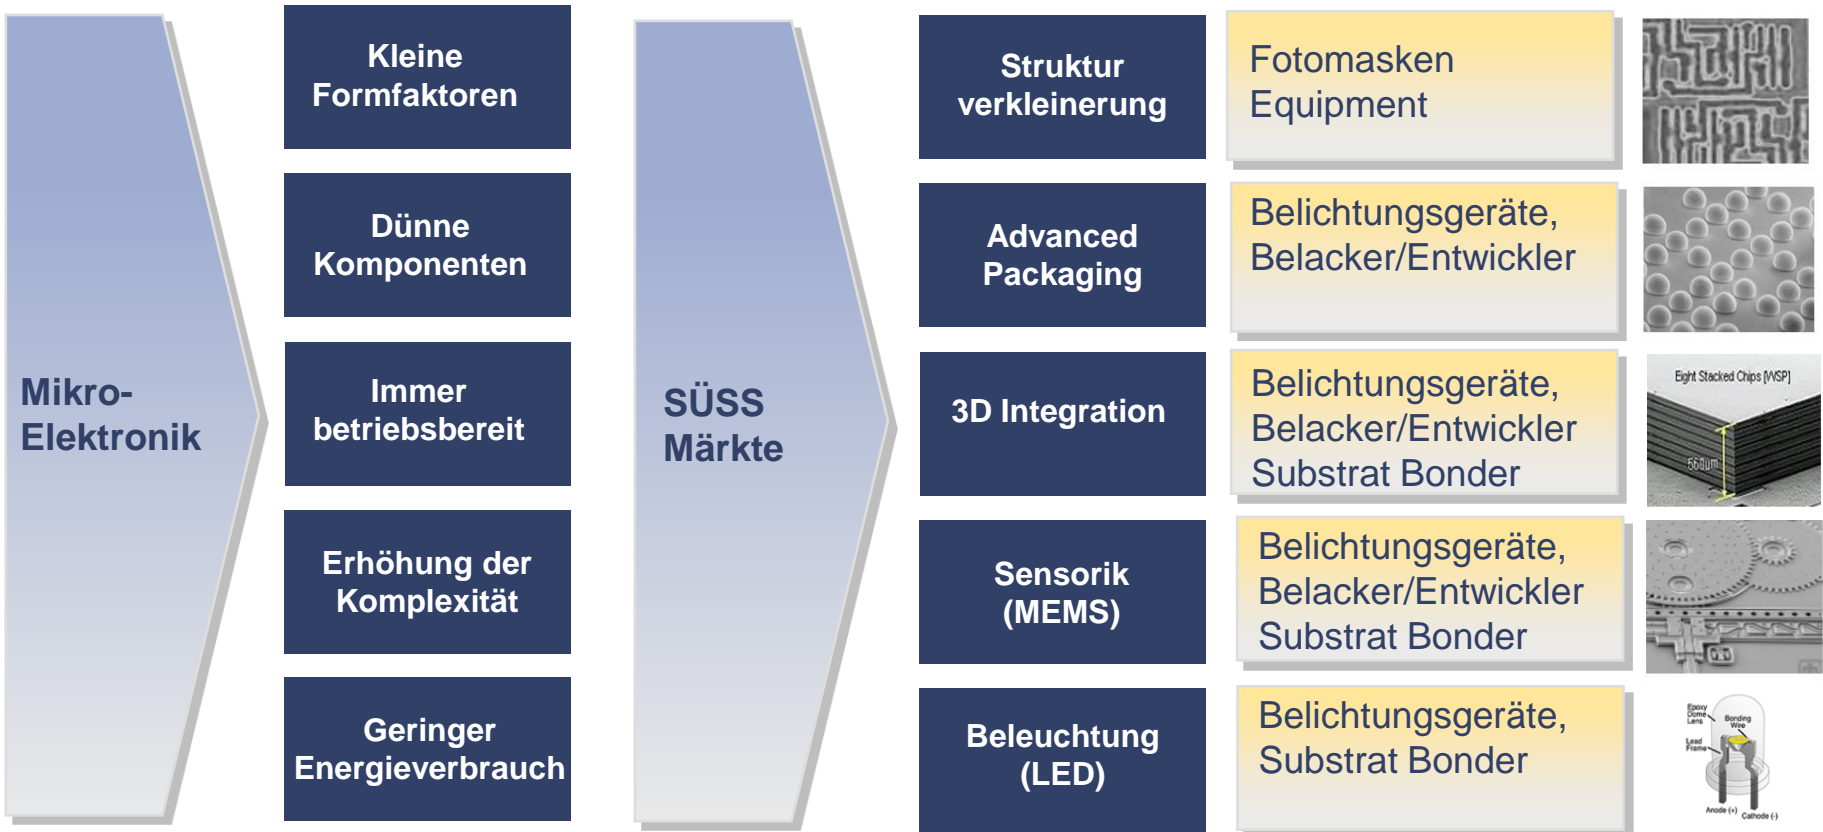 Mikro-
Elektronik
Kleine
Formfaktoren
Dünne
Komponenten
Immer
betriebsbereit
Erhöhung der
Komplexität
Geringer
Energieverbrauch
SÜSS
Märkte
Struktur
verkleinerung
Fotomasken
Equipment
Advanced
Packaging
Belichtungsgeräte,
Belacker/Entwickler
3D Integration
Belichtungsgeräte,
Belacker/Entwickler
Substrat Bonder
Eight Stacked Chips [WSP]
560um
Sensorik
(MEMS)
Belichtungsgeräte,
Belacker/Entwickler
Substrat Bonder
Beleuchtung
(LED)
Belichtungsgeräte,
Substrat Bonder
Epoxy
Dome
Lens
Bonding
Wire
Lead
Frame
Anode (+)
Cathode (-)